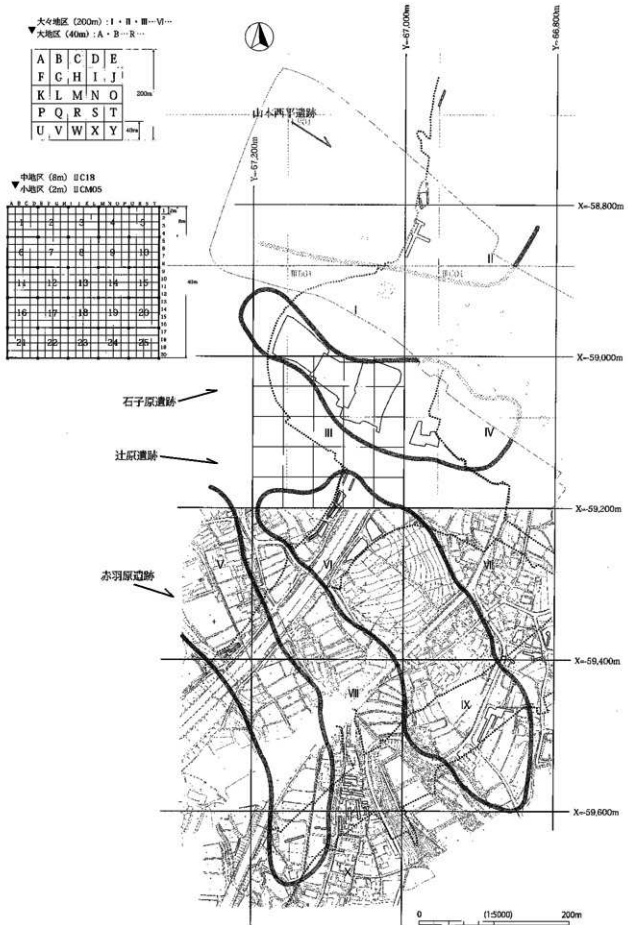 大々地区 (200m) : I・II・III…VI…
▼大地区 (40m) : A・B…R…
A B C D E
F G H I J
K L M N O
P Q R S T
U V W X Y
200m
40m
中地区 (8m) IIC18
▼小地区 (2m) IICM05
A B C D E F G H I J K L M N O P Q R S T
1 2 3 4 5
6 7 8 9 10
11 12 13 14 15
16 17 18 19 20
21 22 23 24 25
40m
Y=-67,200m
Y=-67,000m
Y=-66,800m
山本西平遺跡
X=-58,800m
II
I
X=-59,000m
石子原遺跡
III
IV
辻原遺跡
X=-59,200m
V
VI
VII
赤羽原遺跡
X=-59,400m
VIII
IX
X=-59,600m
X
0 (1:5000) 200m